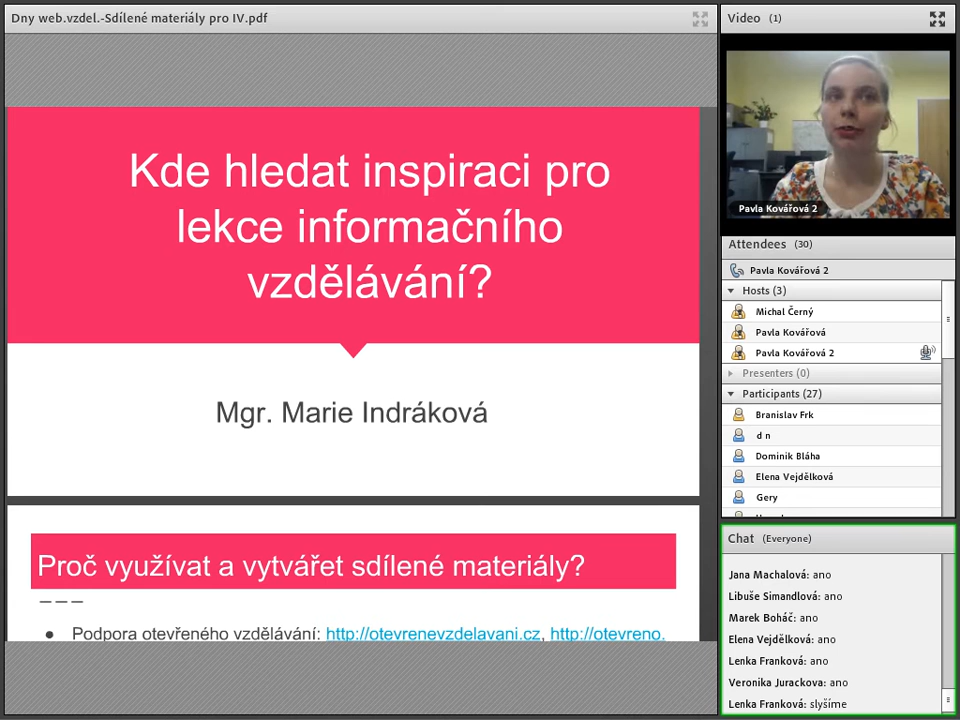 Dny web.vzdel.-Sdílené materiály pro IV.pdf
Kde hledat inspiraci pro
lekce informačního
vzdělávání?
Mgr. Marie Indráková
Proč využívat a vytvářet sdílené materiály?
———
● Podpora otevřeného vzdělávání: http://otevrenevzdelavani.cz, http://otevreno.
Video (1)
Pavla Kovářová 2
Attendees (30)
Pavla Kovářová 2
Hosts (3)
Michal Černý
Pavla Kovářová
Pavla Kovářová 2
Presenters (0)
Participants (27)
Branislav Frk
d n
Dominik Bláha
Elena Vejdělková
Gery
Chat (Everyone)
Jana Machalová: ano
Libuše Simandlová: ano
Marek Boháč: ano
Elena Vejdělková: ano
Lenka Franková: ano
Veronika Jurackova: ano
Lenka Franková: slyšíme